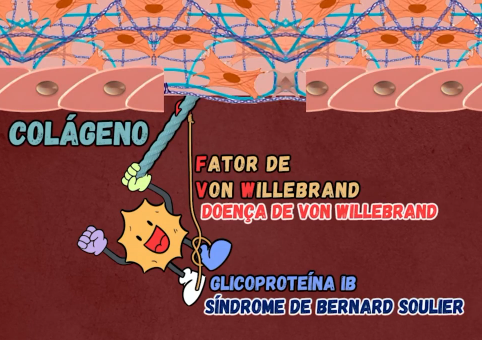 COLÁGENO
FATOR DE
VON WILLEBRAND
DOENÇA DE VON WILLEBRAND
GLICOPROTEÍNA IB
SÍNDROME DE BERNARD SOULIER